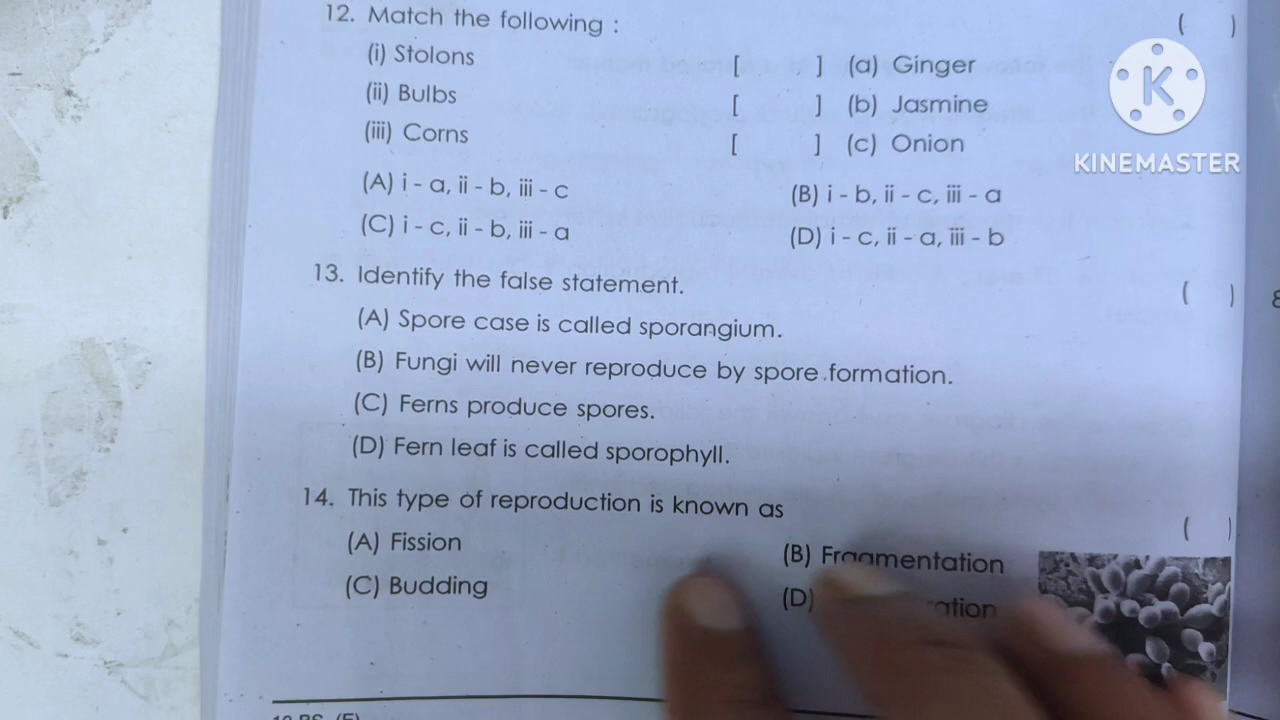 12. Match the following : ( )
(i) Stolons [ ] (a) Ginger
(ii) Bulbs [ ] (b) Jasmine
(iii) Corns [ ] (c) Onion
(A) i - a, ii - b, iii - c (B) i - b, ii - c, iii - a
(C) i - c, ii - b, iii - a (D) i - c, ii - a, iii - b
13. Identify the false statement. ( )
(A) Spore case is called sporangium.
(B) Fungi will never reproduce by spore formation.
(C) Ferns produce spores.
(D) Fern leaf is called sporophyll.
14. This type of reproduction is known as ( )
(A) Fission (B) Fragmentation
(C) Budding (D)
KINEMASTER